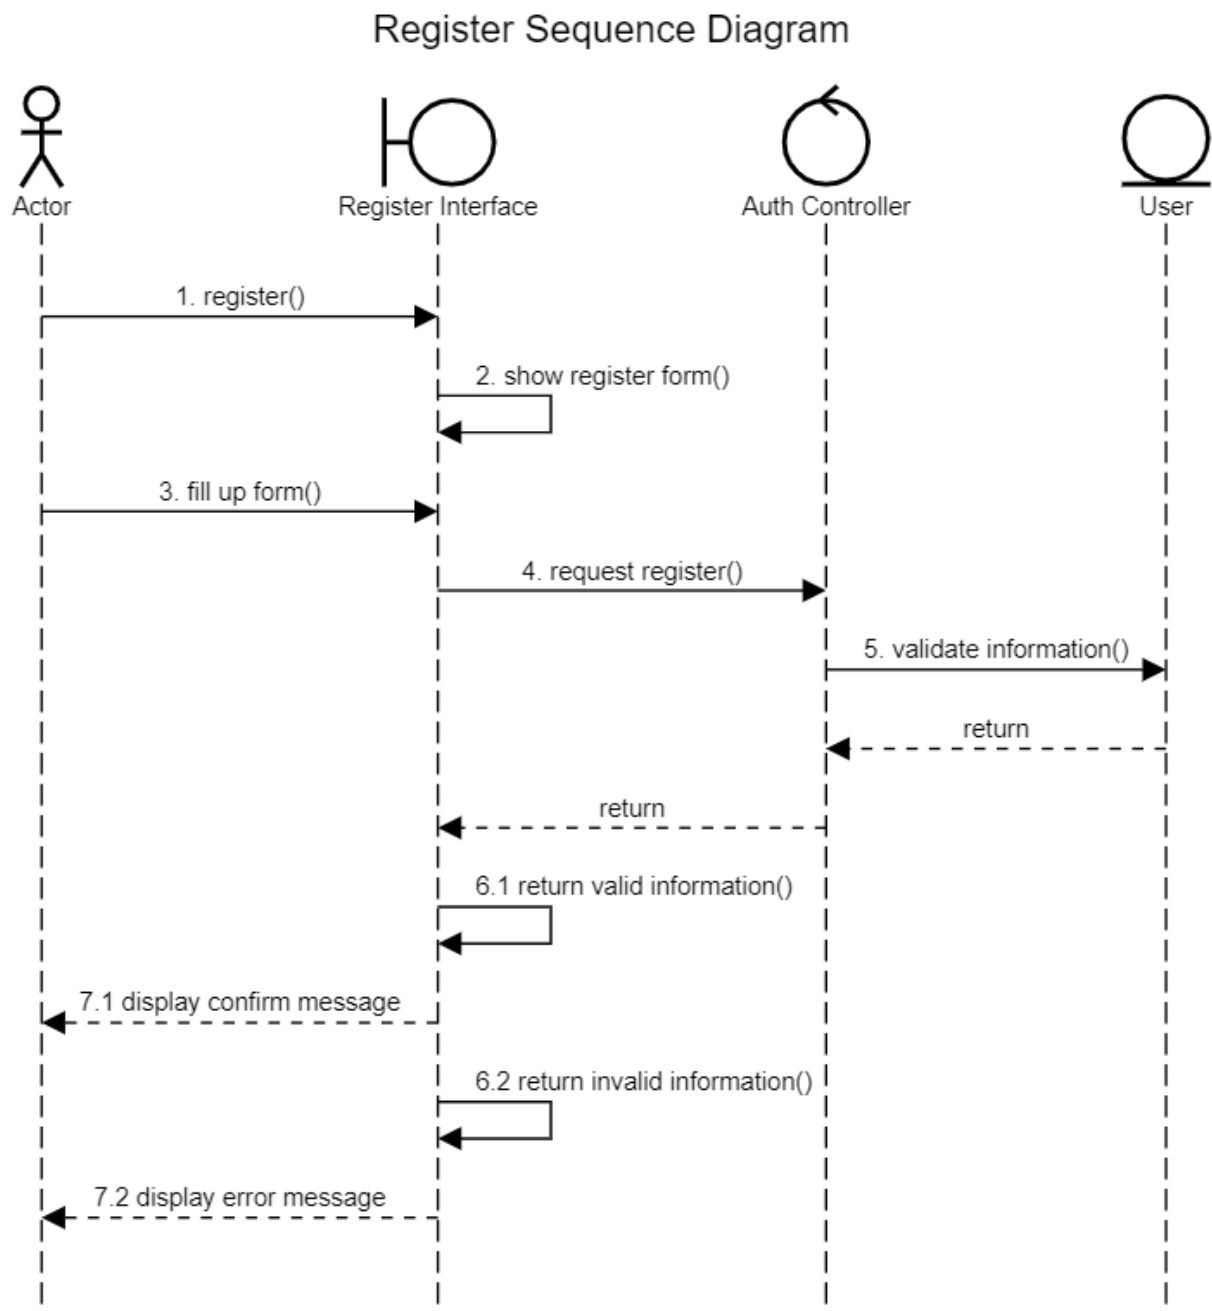 Register Sequence Diagram
Actor
Register Interface
Auth Controller
User
1. register()
2. show register form()
3. fill up form()
4. request register()
5. validate information()
return
return
6.1 return valid information()
7.1 display confirm message
6.2 return invalid information()
7.2 display error message